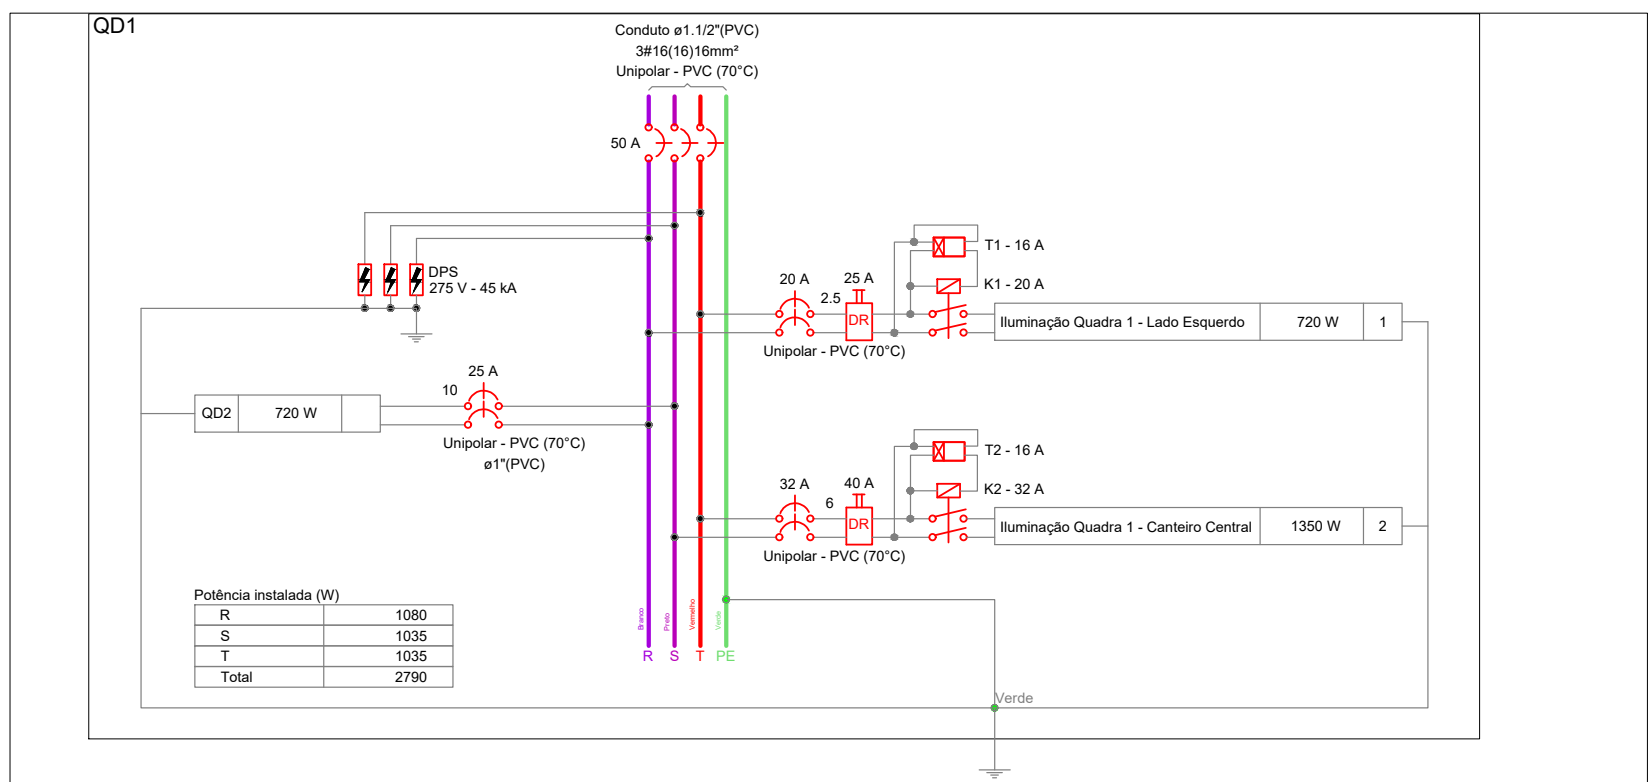 QD1
Conduto ø1.1/2"(PVC)
3#16(16)16mm²
Unipolar - PVC (70°C)
50 A
DPS
275 V - 45 kA
20 A
2.5
25 A
DR
Unipolar - PVC (70°C)
T1 - 16 A
K1 - 20 A
Iluminação Quadra 1 - Lado Esquerdo 720 W 1
25 A
10
QD2 720 W
Unipolar - PVC (70°C)
ø1"(PVC)
32 A
6
40 A
DR
Unipolar - PVC (70°C)
T2 - 16 A
K2 - 32 A
Iluminação Quadra 1 - Canteiro Central 1350 W 2
Potência instalada (W)
R 1080
S 1035
T 1035
Total 2790
Branco
Preto
Vermelho
Verde
R S T PE
Verde